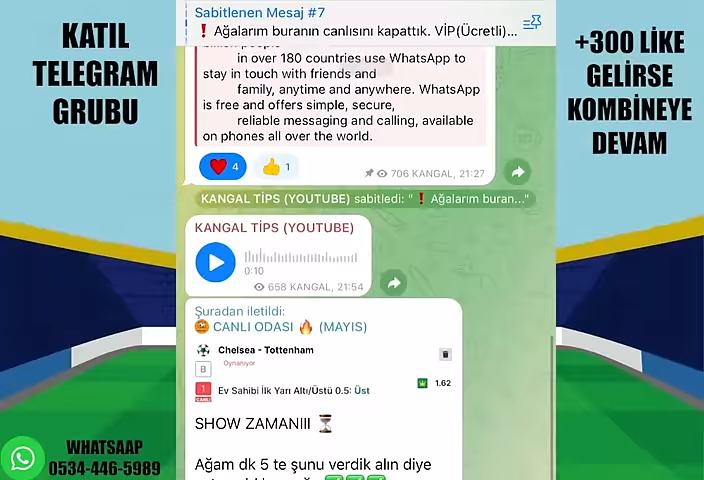 KATIL
TELEGRAM
GRUBU
Sabitlenen Mesaj #7
❗ Ağalarım buranın canlısını kapattık. VİP(Ücretli)...
in over 180 countries use WhatsApp to
stay in touch with friends and
family, anytime and anywhere. WhatsApp
is free and offers simple, secure,
reliable messaging and calling, available
on phones all over the world.
❤️ 4 👍 1
706 KANGAL, 21:27
KANGAL TİPS (YOUTUBE) sabitledi: "❗ Ağalarım buran..."
KANGAL TİPS (YOUTUBE)
0:10
658 KANGAL, 21:54
Şuradan iletildi:
CANLI ODASI 🔥 (MAYIS)
Chelsea - Tottenham
Oynanıyor
B
1
CANLI
Ev Sahibi İlk Yarı Altı/Üstü 0.5: Üst
1.62
SHOW ZAMANIII ⏳
Ağam dk 5 te şunu verdik alın diye
+300 LİKE
GELİRSE
KOMBİNEYE
DEVAM
WHATSAAP
0534-446-5989